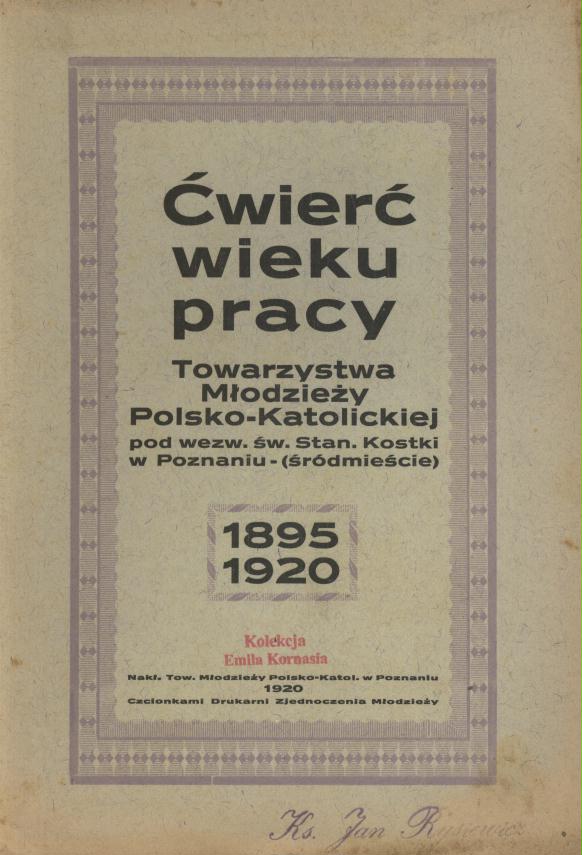 Ćwierć
wieku
pracy
Towarzystwa
Młodzieży
Polsko-Katolickiej
pod wezw. św. Stan. Kostki
w Poznaniu - (śródmieście)
1895
1920
Kolekcja
Emila Kornasia
Nakł. Tow. Młodzieży Polsko-Katol. w Poznaniu
1920
Czcionkami Drukarni Zjednoczenia Młodzieży
Ks. Jan